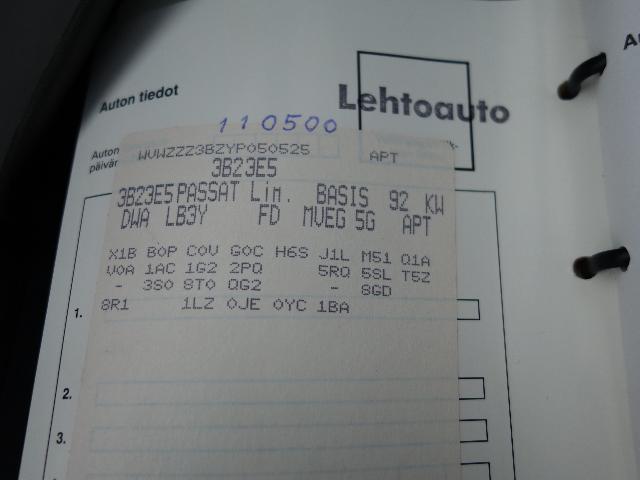 Auton tiedot
Lehtoauto
110500
Auton
päivär
WVWZZZ3BZYP050525 APT
3B23E5
3B23E5 PASSAT Lim. BASIS 92 KW
DWA LB3Y FD MVEG 5G APT
X1B B0P C0V G0C H6S J1L M51 Q1A
V0A 1AC 1G2 2PQ 5RQ 5SL T5Z
- 3S0 8T0 QG2 - 8GD
8R1 1LZ 0JE 0YC 1BA
1.
2.
3.